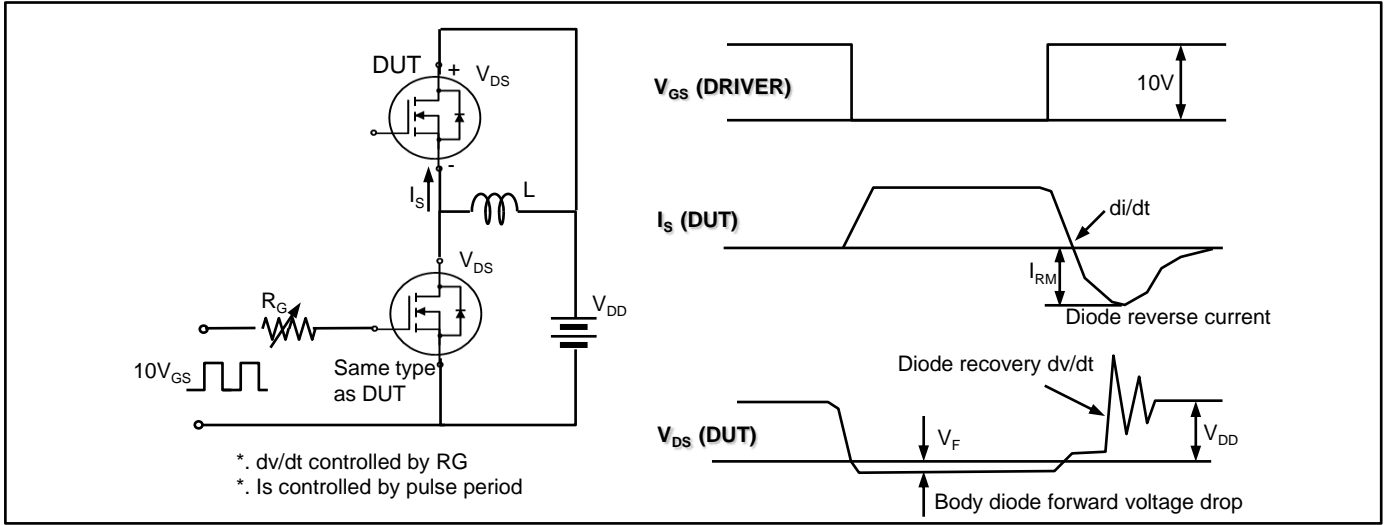 DUT
+
V_DS
-
I_S
L
V_DS
R_G
V_DD
10V_GS
Same type
as DUT
*. dv/dt controlled by RG
*. Is controlled by pulse period
V_GS (DRIVER)
10V
I_S (DUT)
di/dt
I_RM
Diode reverse current
Diode recovery dv/dt
V_DS (DUT)
V_F
V_DD
Body diode forward voltage drop